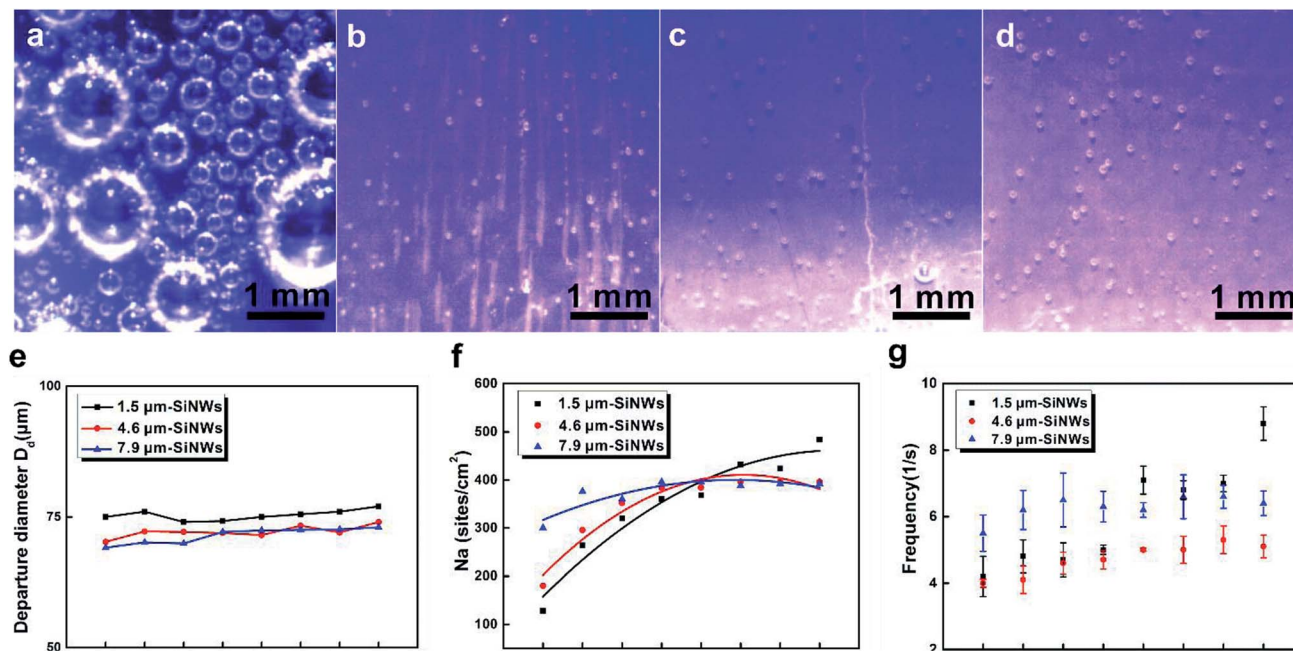 a b c d
1 mm 1 mm 1 mm 1 mm
e f g
100
75
50
Departure diameter Dd(µm)
1.5 µm-SiNWs
4.6 µm-SiNWs
7.9 µm-SiNWs
600
500
400
300
200
100
Na (sites/cm²)
1.5 µm-SiNWs
4.6 µm-SiNWs
7.9 µm-SiNWs
10
8
6
4
2
Frequency(1/s)
1.5 µm-SiNWs
4.6 µm-SiNWs
7.9 µm-SiNWs